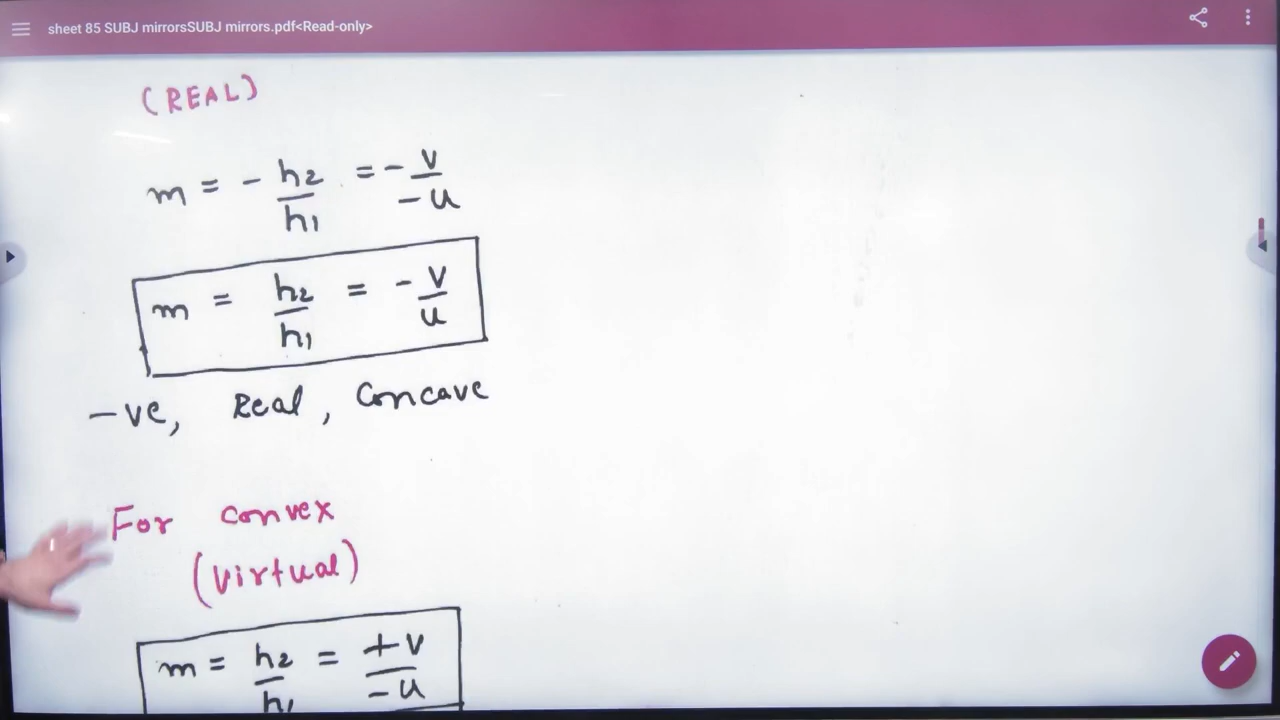 sheet 85 SUBJ mirrorsSUBJ mirrors.pdf<Read-only>
(REAL)
m = - h2/h1 = - v/-u
m = h2/h1 = - v/u
-ve, Real, Concave
For convex
(virtual)
m = h2/h1 = +v/-u